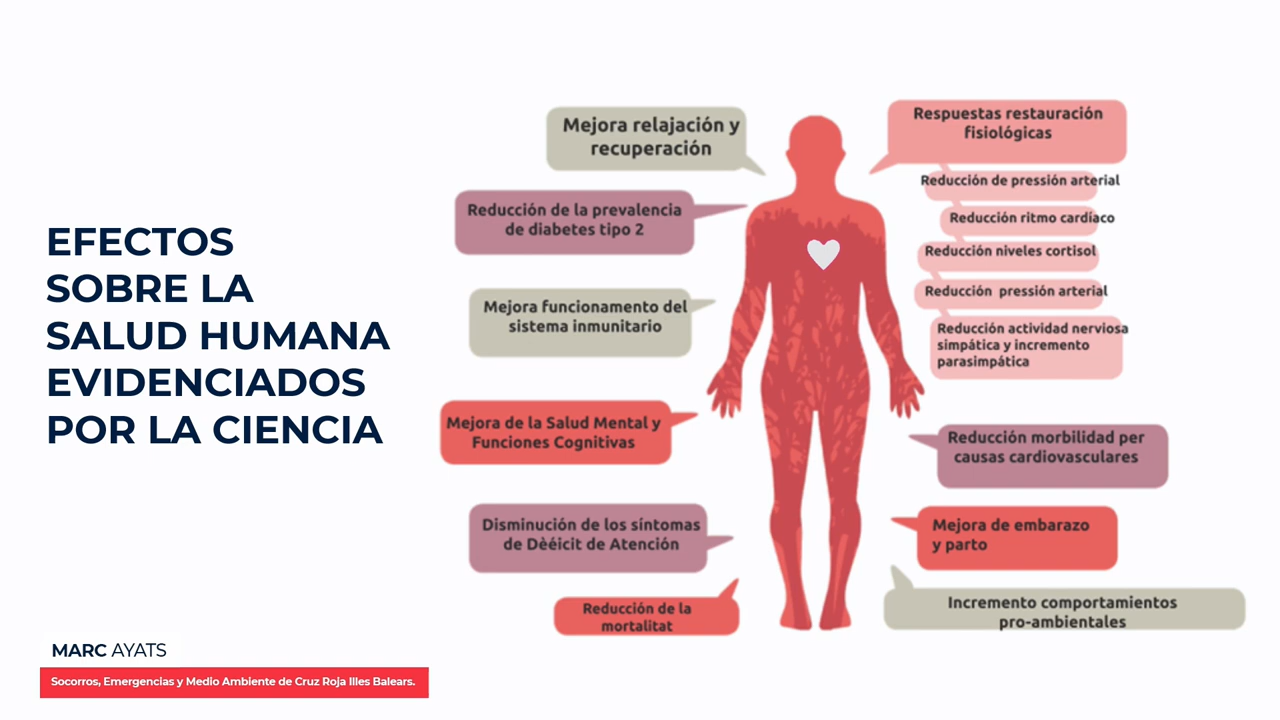 EFECTOS
SOBRE LA
SALUD HUMANA
EVIDENCIADOS
POR LA CIENCIA
Mejora relajación y
recuperación
Reducción de la prevalencia
de diabetes tipo 2
Mejora funcionamento del
sistema inmunitario
Mejora de la Salud Mental y
Funciones Cognitivas
Disminución de los síntomas
de Dèéicit de Atención
Reducción de la
mortalitat
Respuestas restauración
fisiológicas
Reducción de pressión arterial
Reducción ritmo cardíaco
Reducción niveles cortisol
Reducción pressión arterial
Reducción actividad nerviosa
simpática y incremento
parasimpática
Reducción morbilidad per
causas cardiovasculares
Mejora de embarazo
y parto
Incremento comportamientos
pro-ambientales
MARC AYATS
Socorros, Emergencias y Medio Ambiente de Cruz Roja Illes Balears.